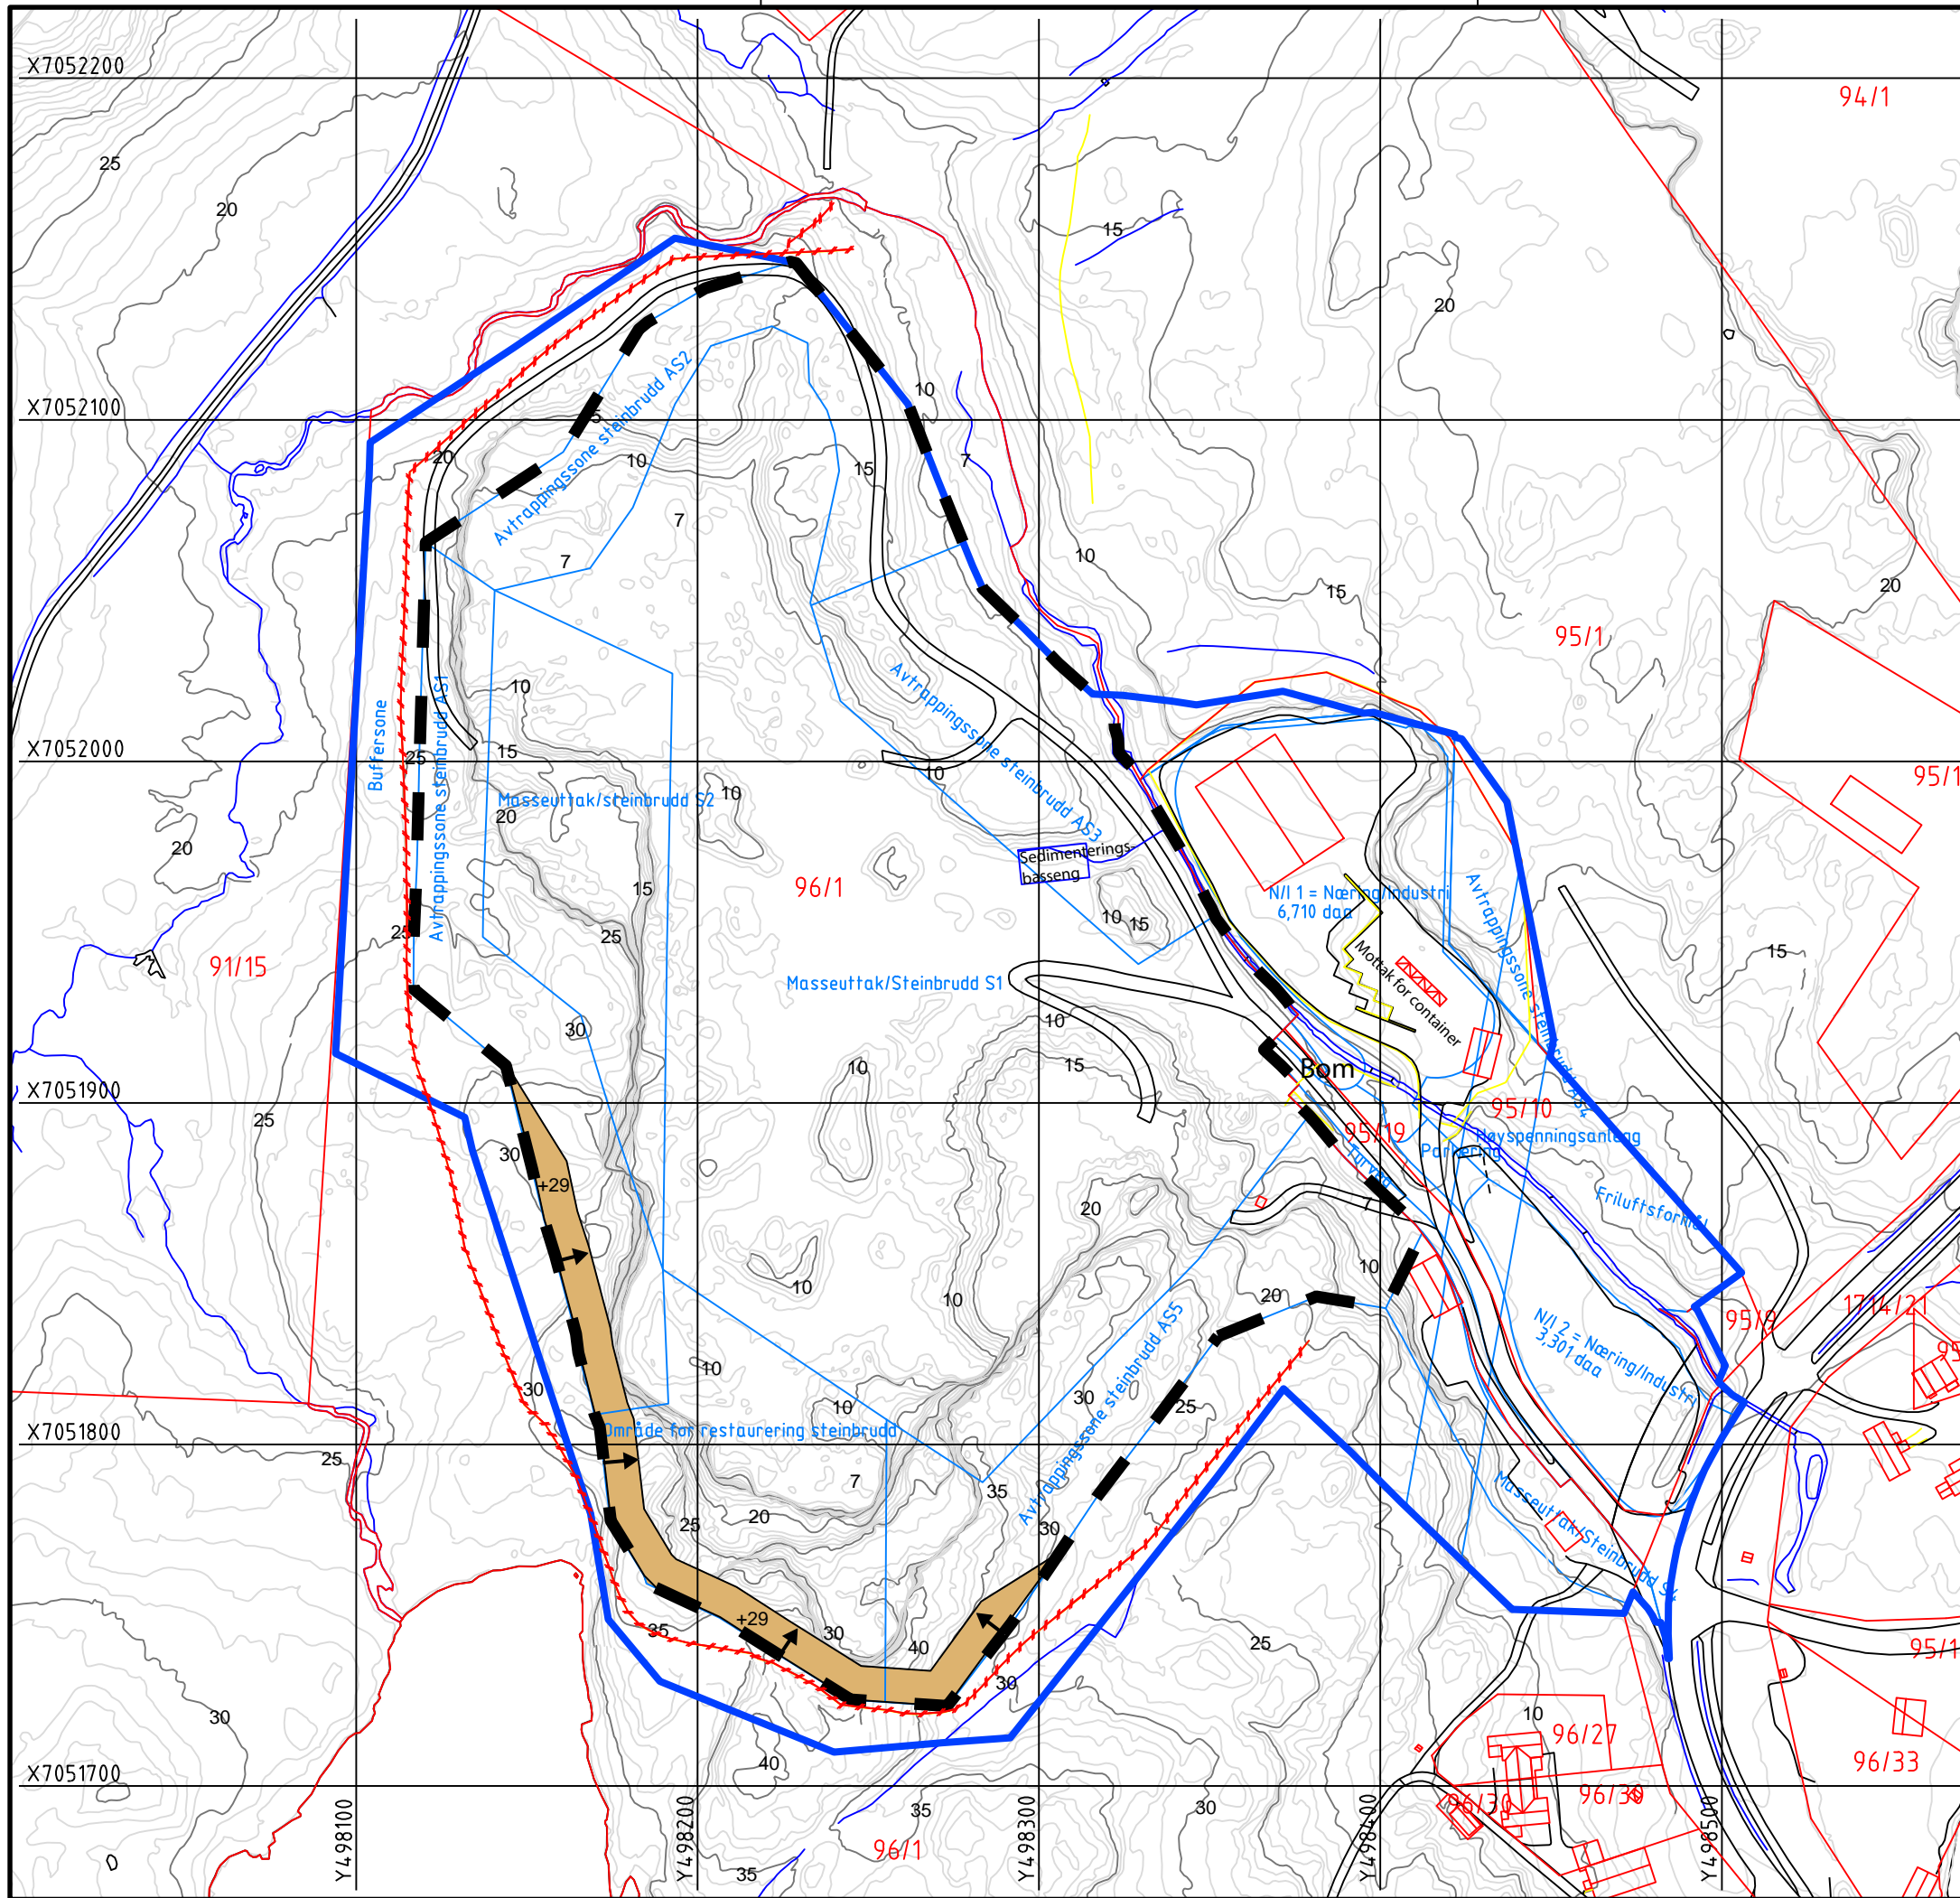 X7052200
94/1
25
20
15
20
X7052100
10
5
20
10
15
7
7
7
10
15
20
Avtrappingssone steinbrudd AS2
95/1
10
Avtrappingssone steinbrudd AS3
Buffersone
Avtrappingssone steinbrudd AS1
X7052000
25
15
10
95/1
Masseuttak/steinbrudd S2
10
20
20
Sedimenterings-
basseng
15
96/1
N/I 1 = Næring/Industri
6,710 daa
Avtrappingssone steinbrudd AS4
25
25
10
15
15
91/15
Masseuttak/Steinbrudd S1
Mottak for container
30
10
10
15
Bom
X7051900
25
95/10
95/19
Høyspenningsanlegg
Parkering
30
+29
Turveg
Friluftsformål
20
10
10
10
20
1714/21
95/9
N/I 2 = Næring/Industri
3,301 daa
Avtrappingssone steinbrudd AS5
10
30
30
25
10
X7051800
Område for restaurering steinbrudd
25
7
35
20
25
30
Masseuttak/Steinbrudd S4
+29
35
30
40
25
95/1
30
30
10
96/27
40
96/33
X7051700
35
30
96/30
96/30
96/1
35
Y498100
Y498200
Y498300
Y498400
Y498500